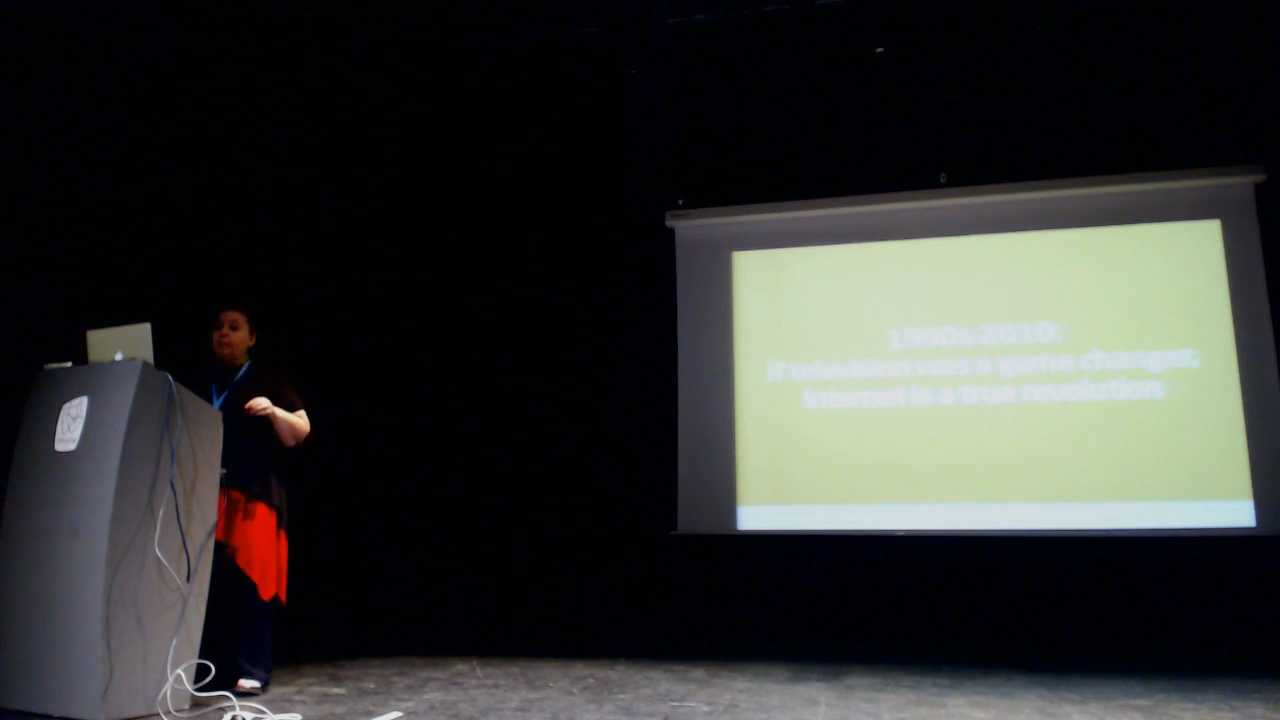 1990s-2010:
If television was a game changer,
Internet is a true revolution